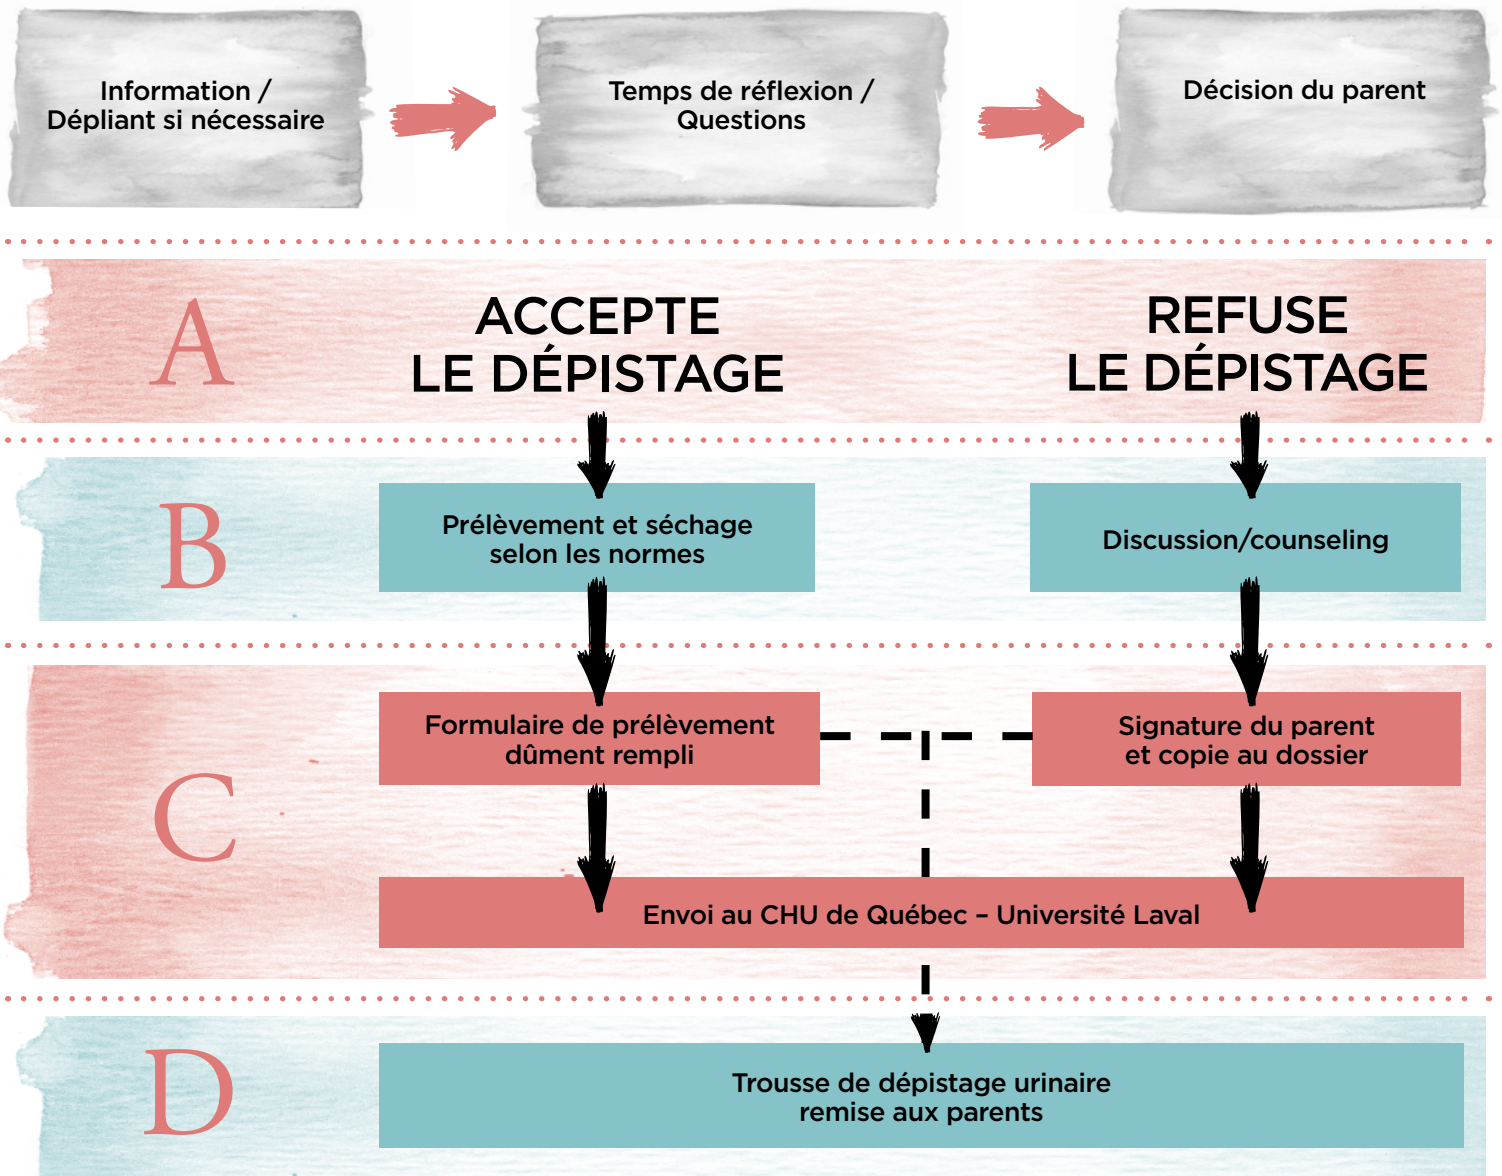 Information /
Dépliant si nécessaire
Temps de réflexion /
Questions
Décision du parent
A
ACCEPTE
LE DÉPISTAGE
REFUSE
LE DÉPISTAGE
B
Prélèvement et séchage
selon les normes
Discussion/counseling
C
Formulaire de prélèvement
dûment rempli
Signature du parent
et copie au dossier
Envoi au CHU de Québec – Université Laval
D
Trousse de dépistage urinaire
remise aux parents